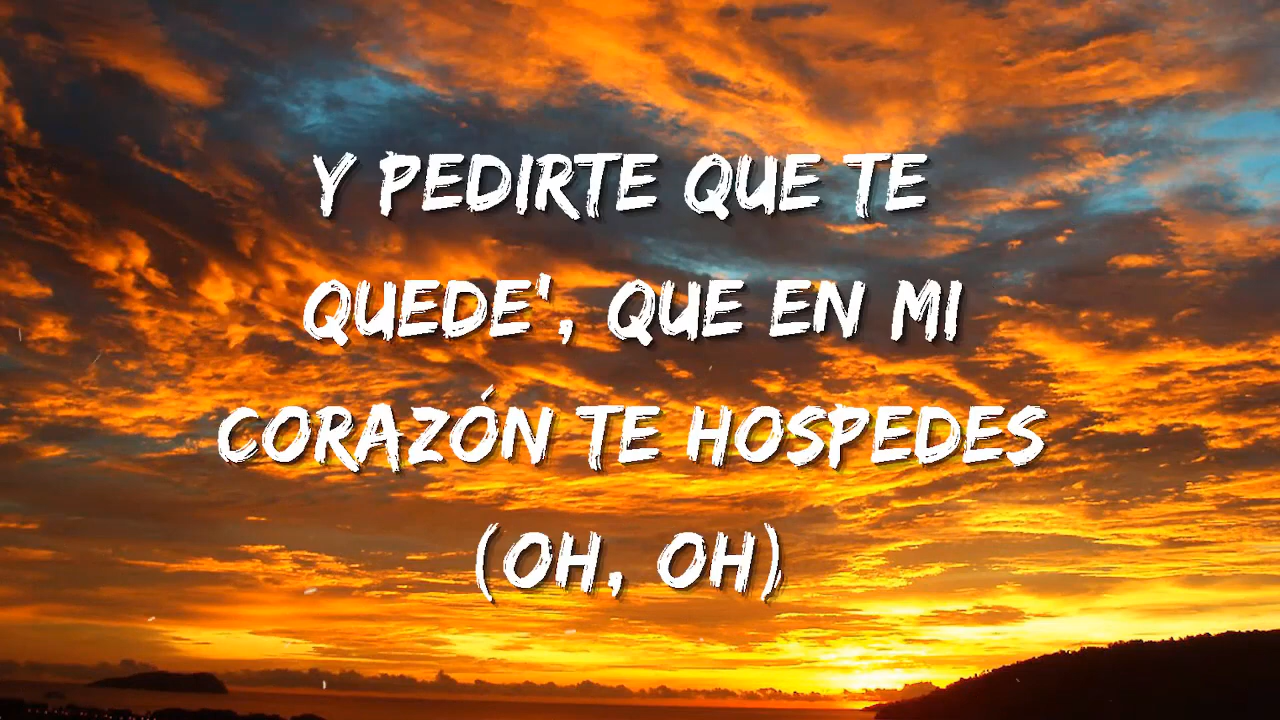 Y PEDIRTE QUE TE
QUEDE', QUE EN MI
CORAZÓN TE HOSPEDES
(OH, OH)